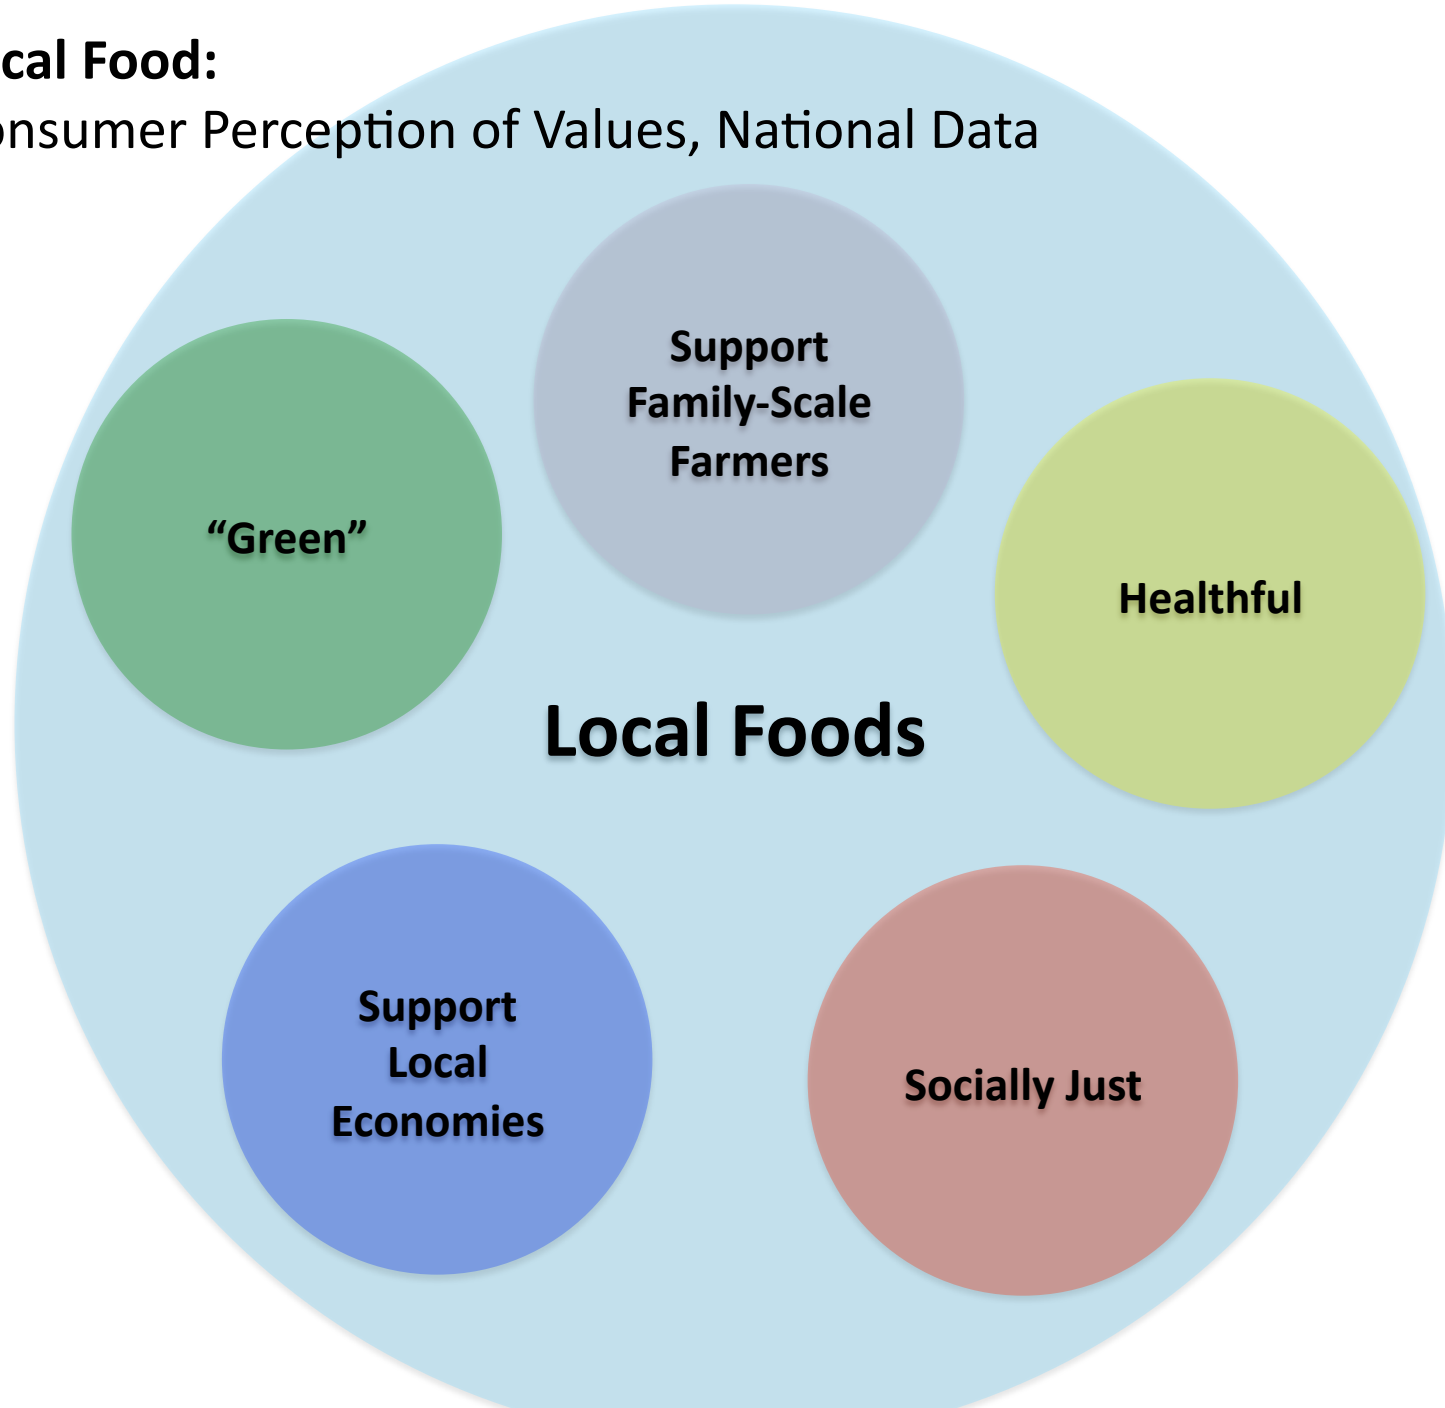 cal Food:
onsumer Perception of Values, National Data
Support
Family-Scale
Farmers
“Green”
Healthful
Local Foods
Support
Local
Economies
Socially Just